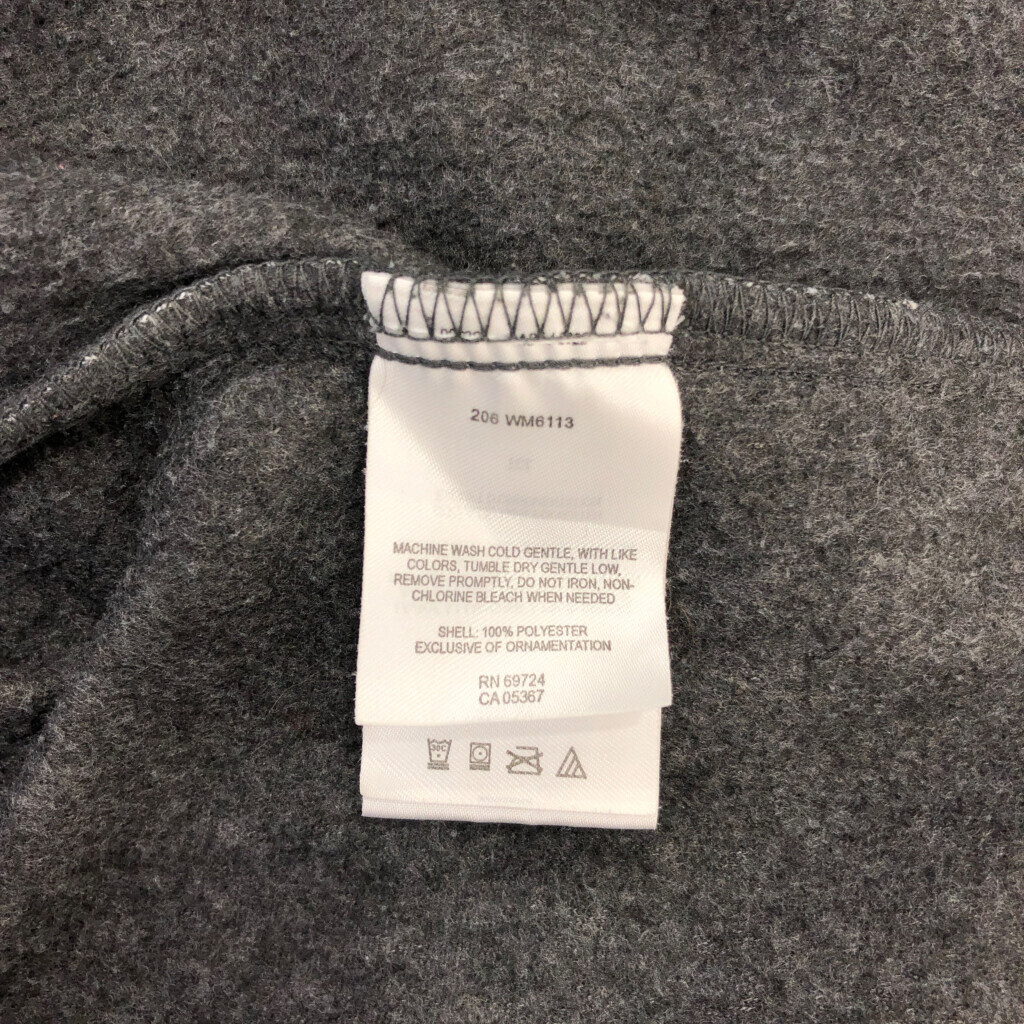 206 WM6113
MACHINE WASH COLD GENTLE, WITH LIKE
COLORS, TUMBLE DRY GENTLE LOW,
REMOVE PROMPTLY, DO NOT IRON, NON-
CHLORINE BLEACH WHEN NEEDED
SHELL: 100% POLYESTER
EXCLUSIVE OF ORNAMENTATION
RN 69724
CA 05367
30C